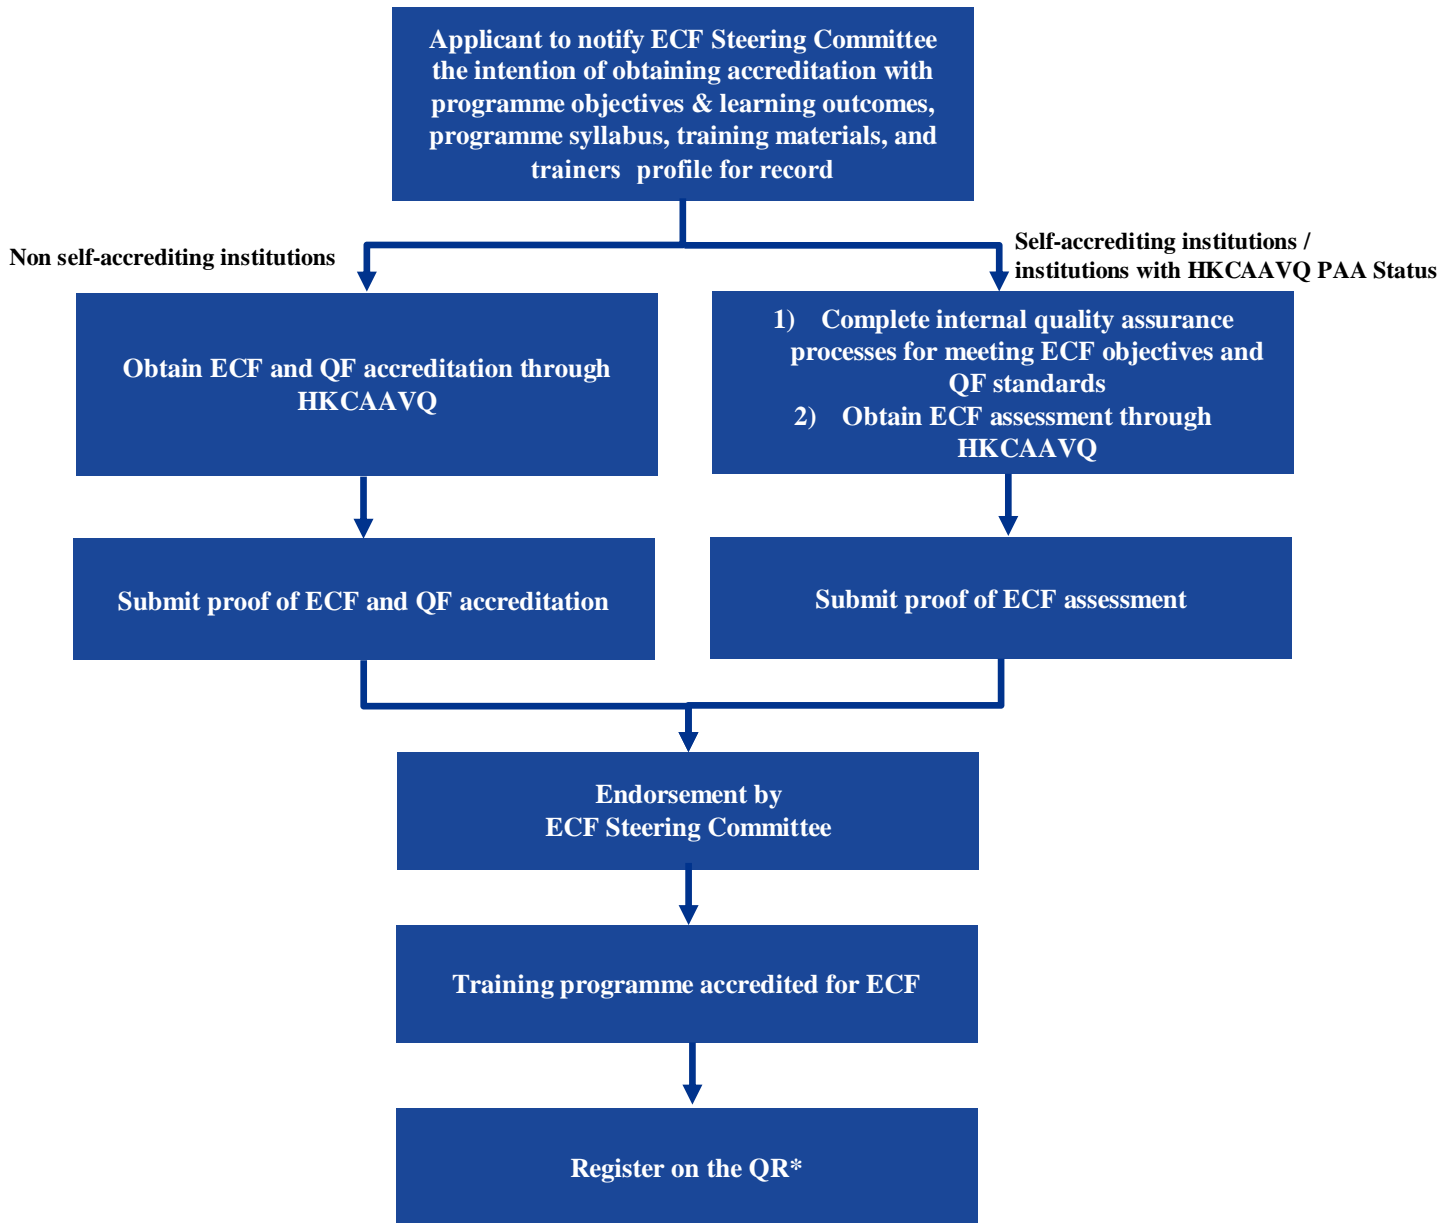 Applicant to notify ECF Steering Committee
the intention of obtaining accreditation with
programme objectives & learning outcomes,
programme syllabus, training materials, and
trainers profile for record
Non self-accrediting institutions
Self-accrediting institutions /
institutions with HKCAAVQ PAA Status
Obtain ECF and QF accreditation through
HKCAAVQ
1) Complete internal quality assurance
processes for meeting ECF objectives and
QF standards
2) Obtain ECF assessment through
HKCAAVQ
Submit proof of ECF and QF accreditation
Submit proof of ECF assessment
Endorsement by
ECF Steering Committee
Training programme accredited for ECF
Register on the QR*